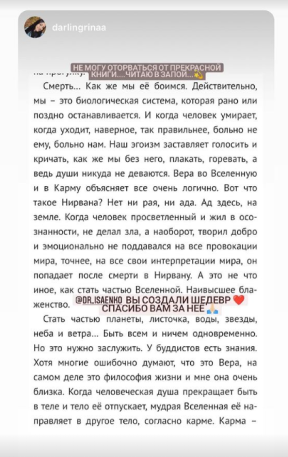 darlingrinaa
НЕ МОГУ ОТОРВАТЬСЯ ОТ ПРЕКРАСНОЙ
КНИГИ....ЧИТАЮ В ЗАПОЙ...💫
Смерть... Как же мы её боимся. Действительно,
мы – это биологическая система, которая рано или
поздно останавливается. И когда человек умирает,
когда уходит, наверное, так правильнее, больно не
ему, больно нам. Наш эгоизм заставляет голосить и
кричать, как же мы без него, плакать, горевать, а
ведь души никуда не деваются. Вера во Вселенную
и в Карму объясняет все очень логично. Вот что
такое Нирвана? Нет ни рая, ни ада. Ад здесь, на
земле. Когда человек просветленный и жил в осо-
знанности, не делал зла, а наоборот, творил добро
и эмоционально не поддавался на все провокации
мира, точнее, на все свои интерпретации мира, он
попадает после смерти в Нирвану. А это не что
иное, как стать частью Вселенной. Наивысшее бла-
женство.
@DR.ISAENKO ВЫ СОЗДАЛИ ШЕДЕВР ❤️
СПАСИБО ВАМ ЗА НЕЕ🙏
Стать частью планеты, листочка, воды, звезды,
неба и ветра... Быть всем и ничем одновременно.
Но это нужно заслужить. У буддистов есть знания.
Хотя многие ошибочно думают, что это Вера, на
самом деле это философия жизни и мне она очень
близка. Когда человеческая душа прекращает быть
в теле и тело её отпускает, мудрая Вселенная её на-
правляет в другое тело, согласно карме. Карма –